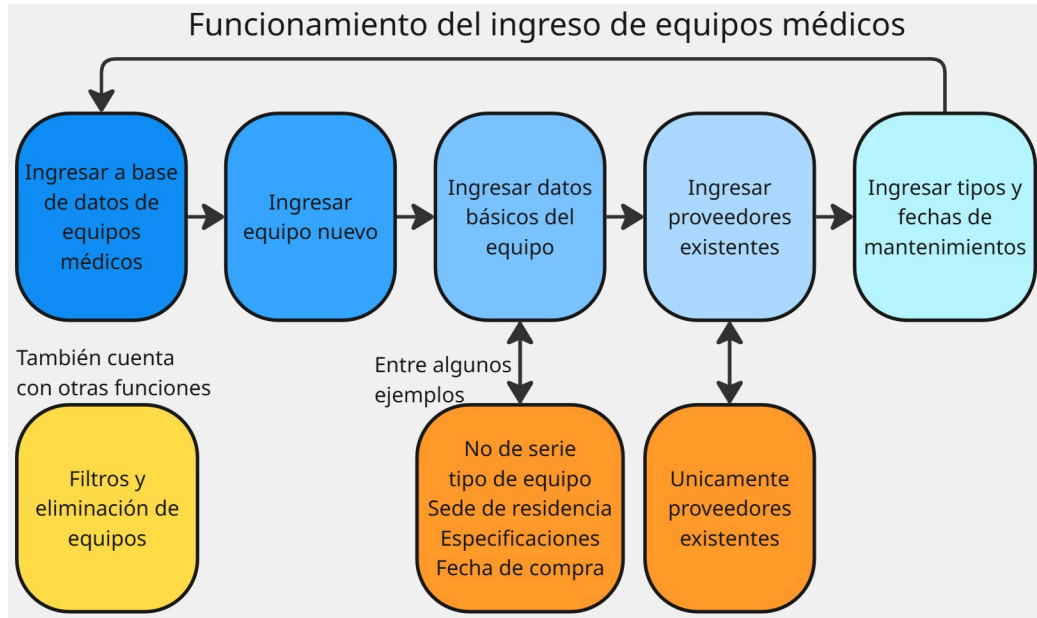 Funcionamiento del ingreso de equipos médicos
Ingresar a base
de datos de
equipos
médicos
Ingresar
equipo nuevo
Ingresar datos
básicos del
equipo
Ingresar
proveedores
existentes
Ingresar tipos y
fechas de
mantenimientos
También cuenta
con otras funciones
Entre algunos
ejemplos
Filtros y
eliminación de
equipos
No de serie
tipo de equipo
Sede de residencia
Especificaciones
Fecha de compra
Unicamente
proveedores
existentes